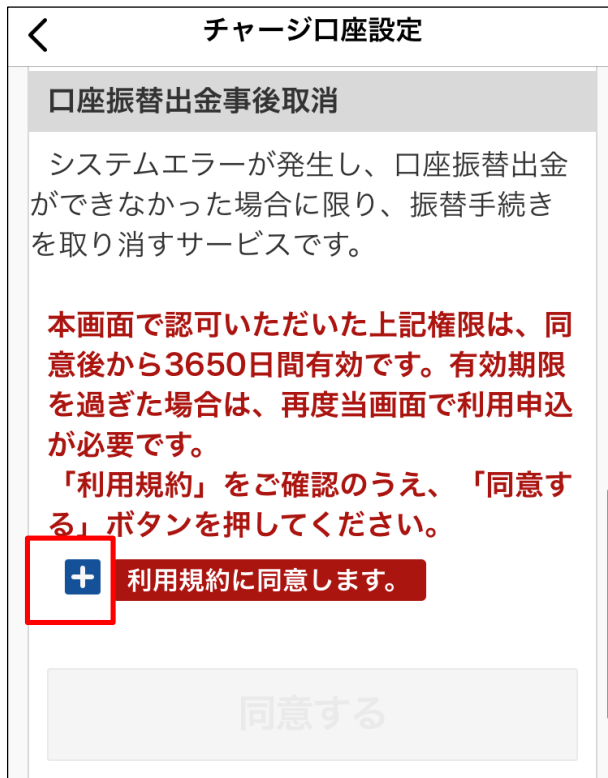 チャージ口座設定
口座振替出金事後取消
システムエラーが発生し、口座振替出金
ができなかった場合に限り、振替手続き
を取り消すサービスです。
本画面で認可いただいた上記権限は、同
意後から3650日間有効です。有効期限
を過ぎた場合は、再度当画面で利用申込
が必要です。
「利用規約」をご確認のうえ、「同意す
る」ボタンを押してください。
利用規約に同意します。
同意する